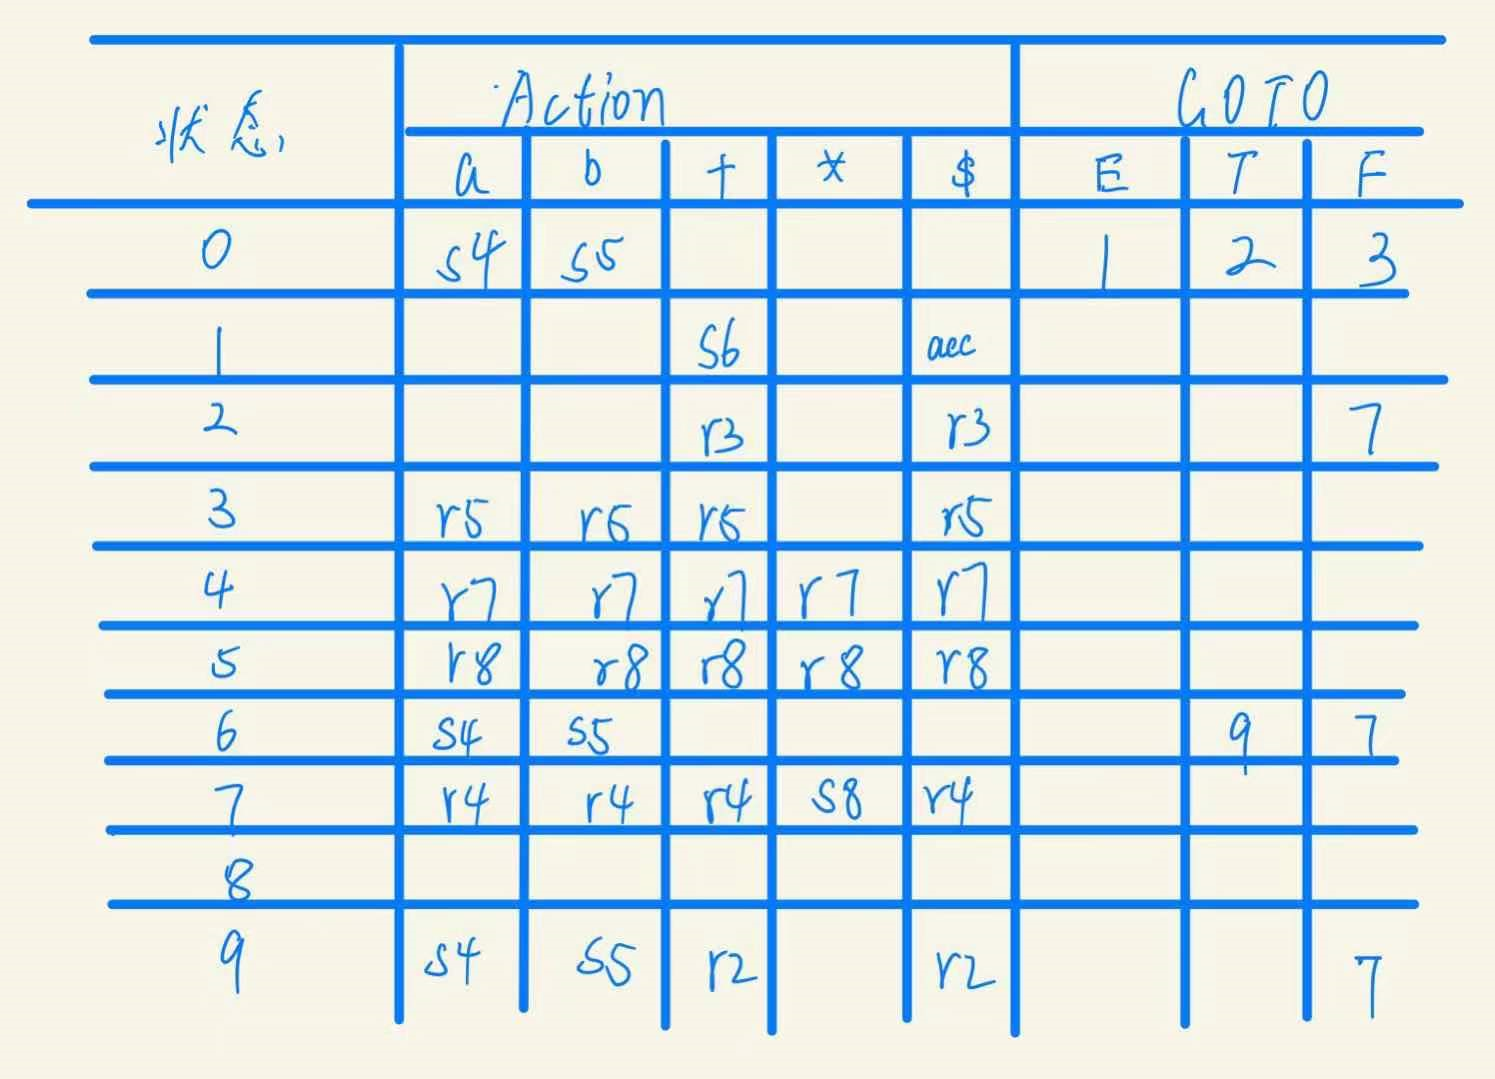 状态 Action GOTO
a b + * $ E T F
0 s4 s5 1 2 3
1 s6 acc
2 r3 r3 7
3 r5 r6 r5 r5
4 r7 r7 r7 r7 r7
5 r8 r8 r8 r8 r8
6 s4 s5 9 7
7 r4 r4 r4 s8 r4
8
9 s4 s5 r2 r2 7